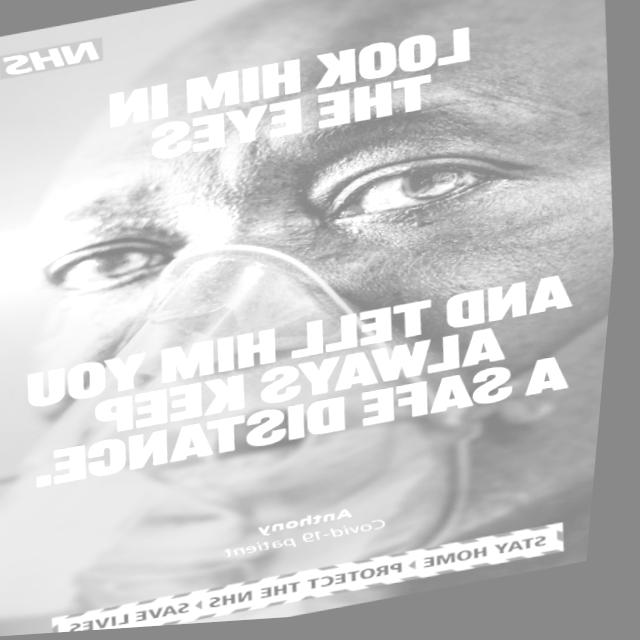 NHS
LOOK HIM IN
THE EYES
AND TELL HIM YOU
ALWAYS KEEP
A SAFE DISTANCE.
Anthony
Covid-19 patient
STAY HOME PROTECT THE NHS SAVE LIVES